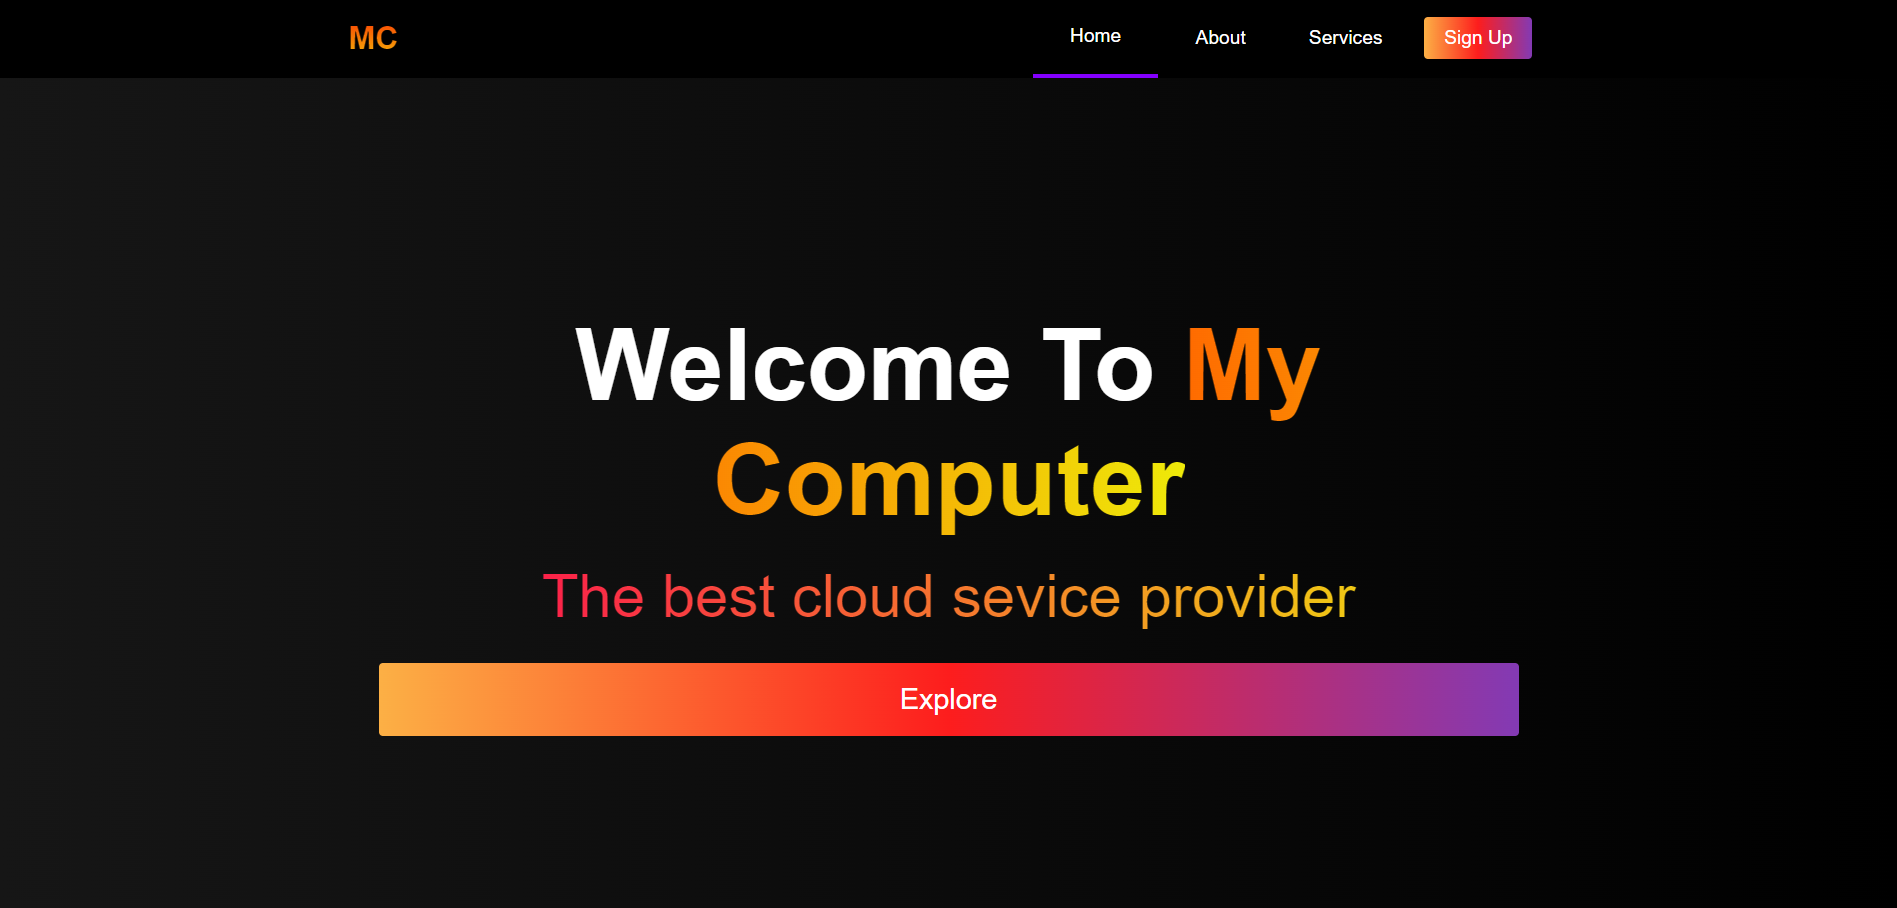 MC
Home About Services Sign Up
Welcome To My
Computer
The best cloud sevice provider
Explore